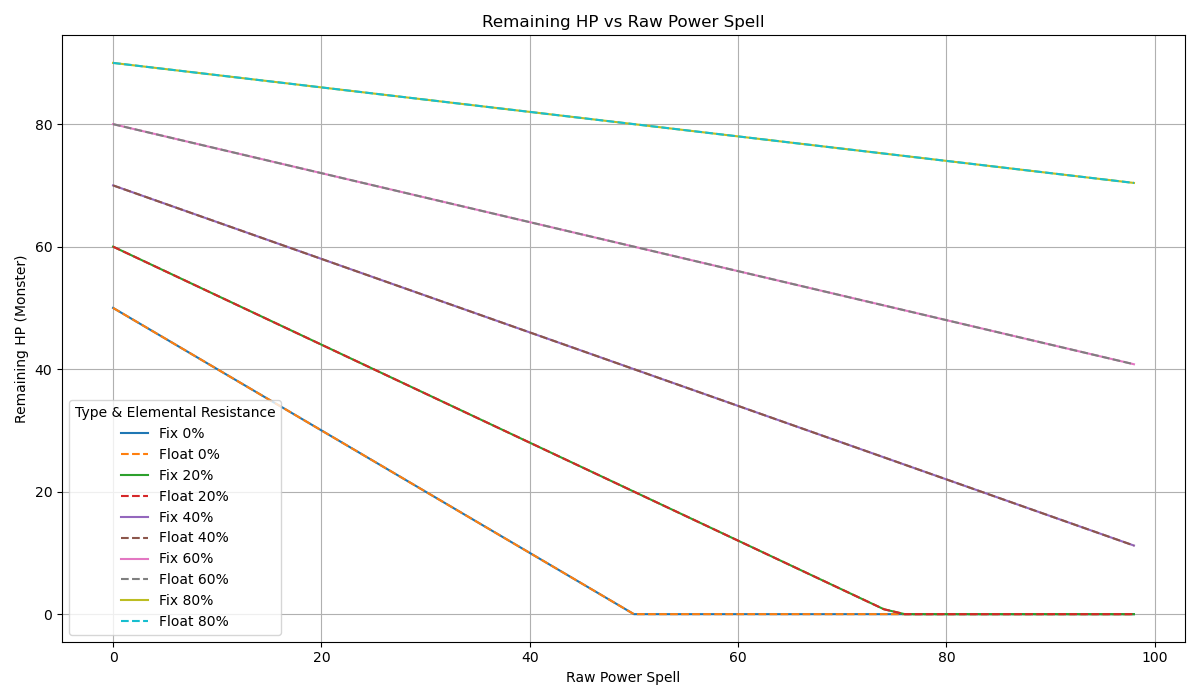 Remaining HP vs Raw Power Spell
Remaining HP (Monster)
80
60
40
20
0
Type & Elemental Resistance
Fix 0%
Float 0%
Fix 20%
Float 20%
Fix 40%
Float 40%
Fix 60%
Float 60%
Fix 80%
Float 80%
0 20 40 60 80 100
Raw Power Spell